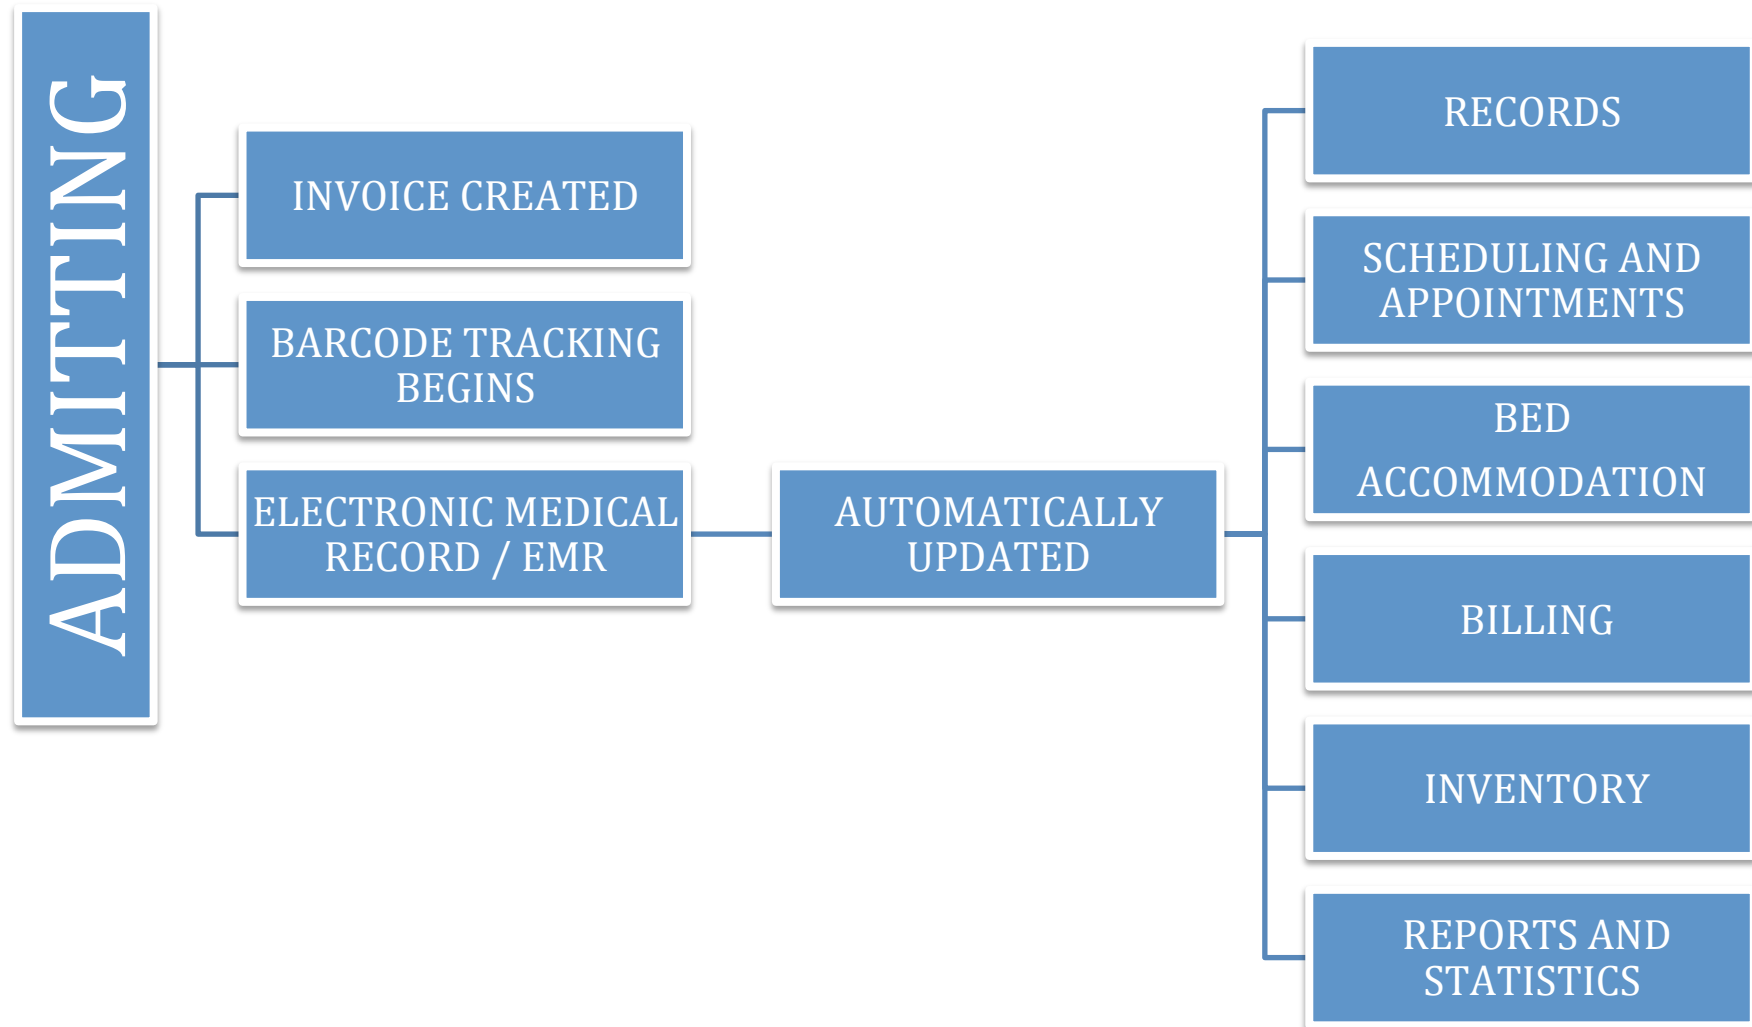 ADMITTING
INVOICE CREATED
BARCODE TRACKING
BEGINS
ELECTRONIC MEDICAL
RECORD / EMR
AUTOMATICALLY
UPDATED
RECORDS
SCHEDULING AND
APPOINTMENTS
BED
ACCOMMODATION
BILLING
INVENTORY
REPORTS AND
STATISTICS